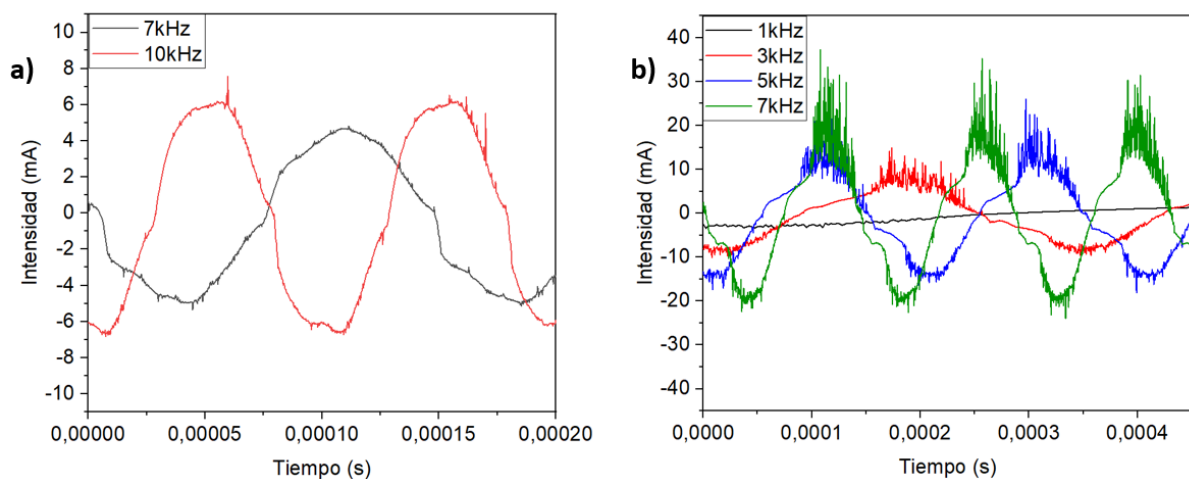 a)
Intensidad (mA)
10
8
6
4
2
0
-2
-4
-6
-8
-10
7kHz
10kHz
0,00000
0,00005
0,00010
0,00015
0,00020
Tiempo (s)
b)
Intensidad (mA)
40
30
20
10
0
-10
-20
-30
-40
1kHz
3kHz
5kHz
7kHz
0,0000
0,0001
0,0002
0,0003
0,0004
Tiempo (s)